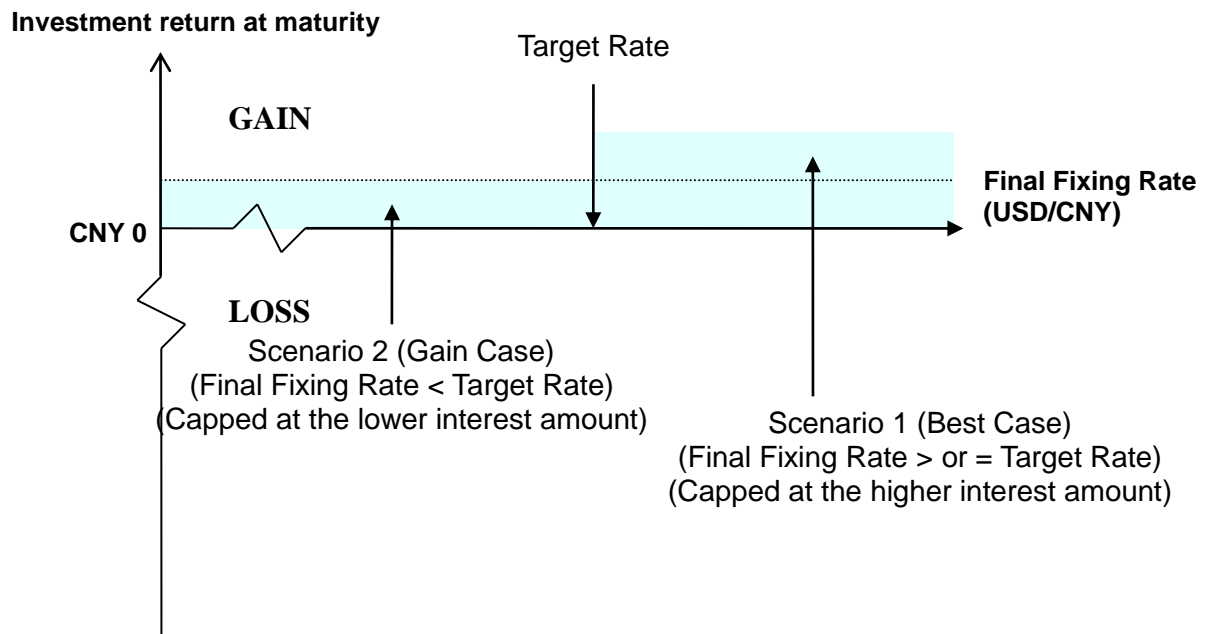 Investment return at maturity
Target Rate
GAIN
Final Fixing Rate
(USD/CNY)
CNY 0
LOSS
Scenario 2 (Gain Case)
(Final Fixing Rate < Target Rate)
(Capped at the lower interest amount)
Scenario 1 (Best Case)
(Final Fixing Rate > or = Target Rate)
(Capped at the higher interest amount)